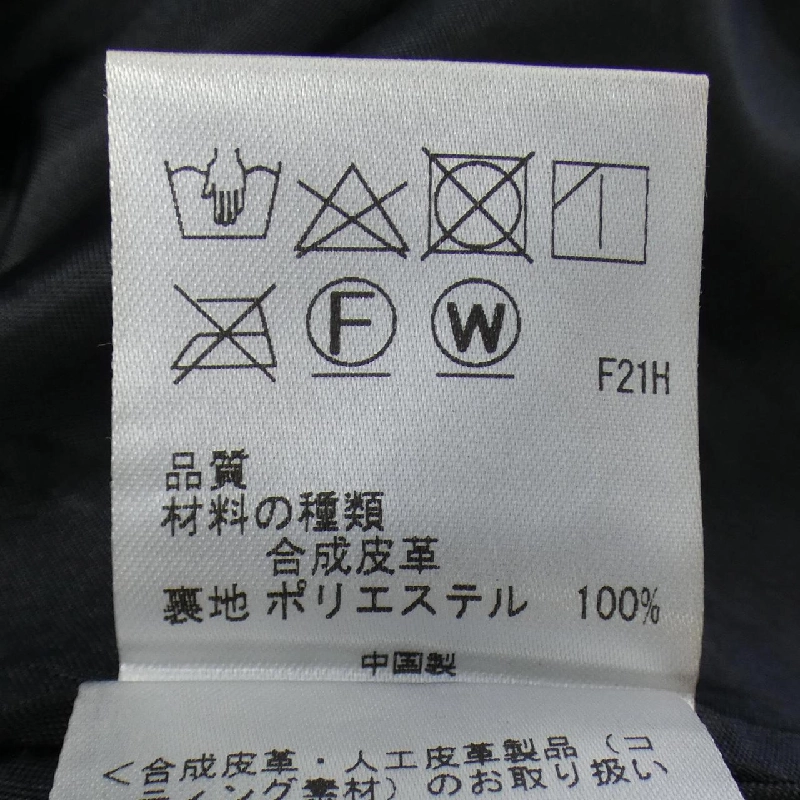 F W
F21H
品質
材料の種類
合成皮革
裏地 ポリエステル 100%
中国製
<合成皮革・人工皮革製品(コ
ーティング素材)のお取り扱い